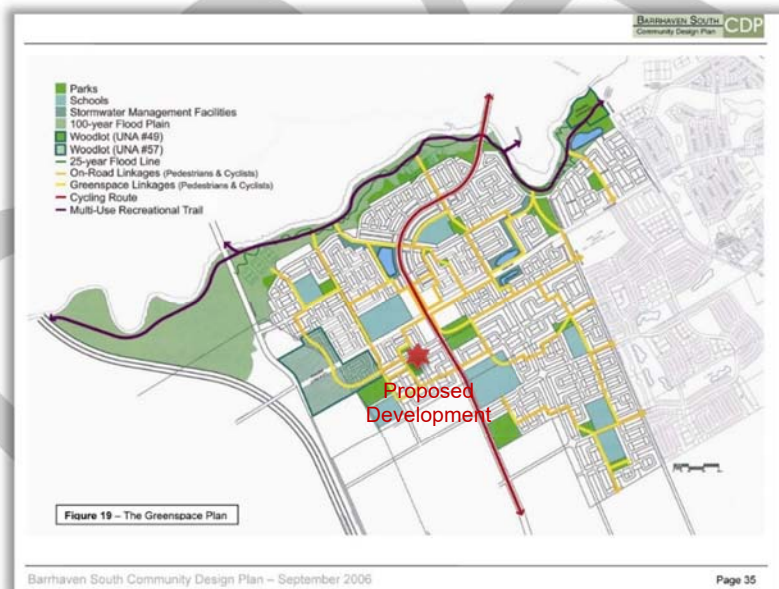 BARRHAVEN SOUTH
Community Design Plan
CDP
Parks
Schools
Stormwater Management Facilities
100-year Flood Plain
Woodlot (UNA #49)
Woodlot (UNA #57)
25-year Flood Line
On-Road Linkages (Pedestrians & Cyclists)
Greenspace Linkages (Pedestrians & Cyclists)
Cycling Route
Multi-Use Recreational Trail
Proposed
Development
Figure 19 – The Greenspace Plan
Barrhaven South Community Design Plan – September 2006
Page 35